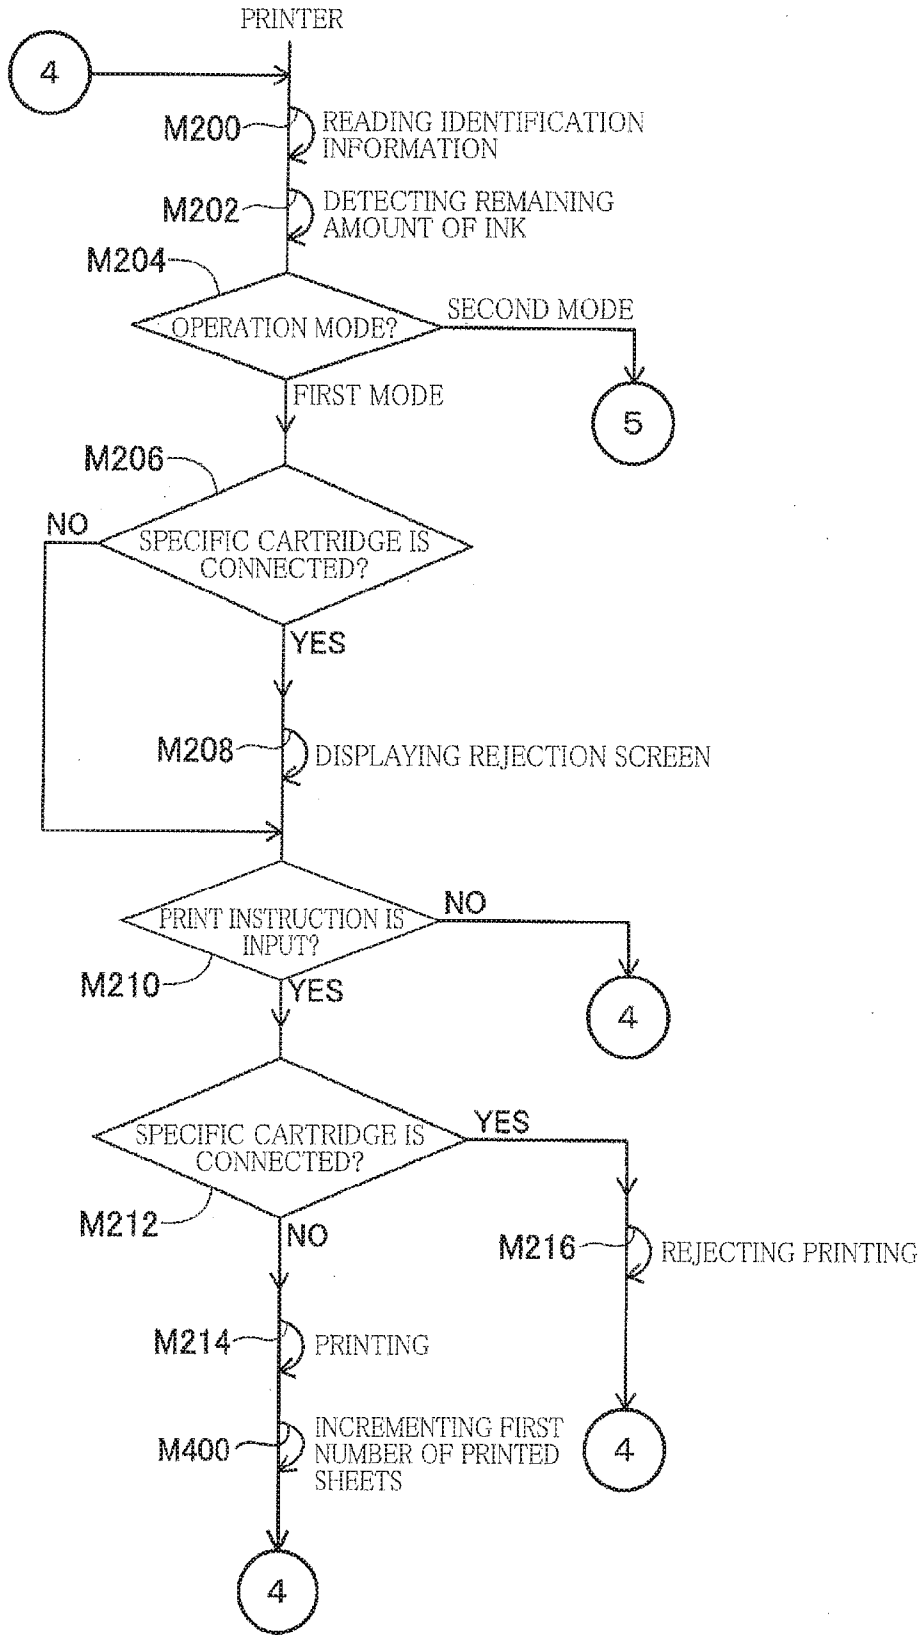 PRINTER
4
M200
READING IDENTIFICATION
INFORMATION
M202
DETECTING REMAINING
AMOUNT OF INK
M204
OPERATION MODE?
SECOND MODE
5
FIRST MODE
M206
NO
SPECIFIC CARTRIDGE IS
CONNECTED?
YES
M208
DISPLAYING REJECTION SCREEN
PRINT INSTRUCTION IS
INPUT?
NO
M210
YES
4
SPECIFIC CARTRIDGE IS
CONNECTED?
YES
M212
NO
M216
REJECTING PRINTING
M214
PRINTING
M400
INCREMENTING FIRST
NUMBER OF PRINTED
SHEETS
4
4